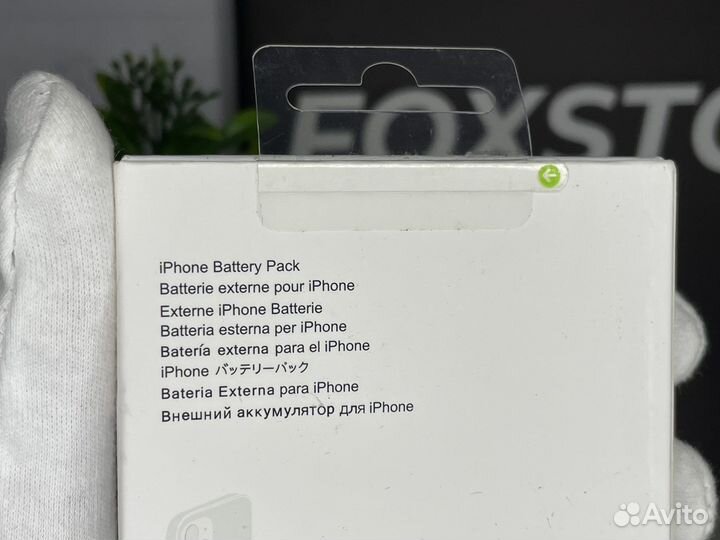 FOXSTO
iPhone Battery Pack
Batterie externe pour iPhone
Externe iPhone Batterie
Batteria esterna per iPhone
Batería externa para el iPhone
iPhone バッテリーパック
Bateria Externa para iPhone
Внешний аккумулятор для iPhone
Avito